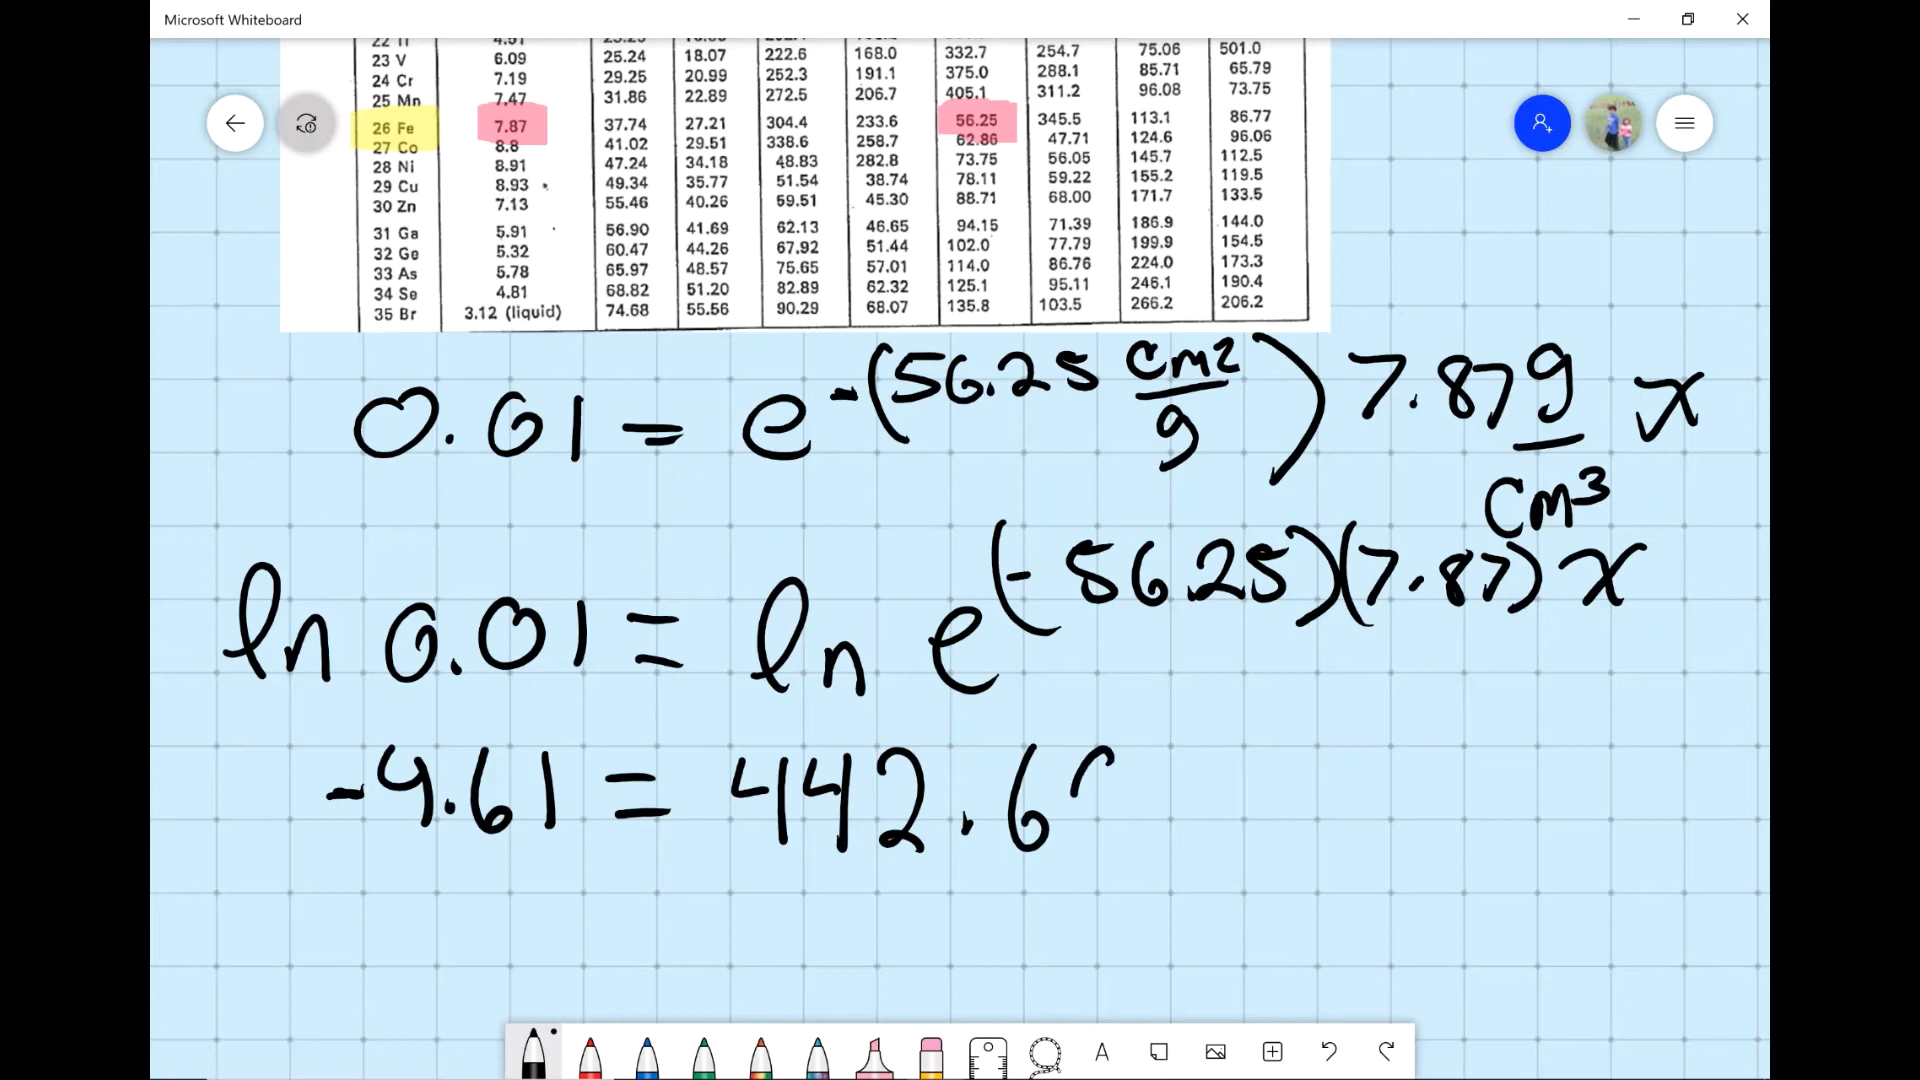 Microsoft Whiteboard
23 V 6.09 25.24 18.07 222.6 168.0 332.7 254.7 75.06 501.0
24 Cr 7.19 29.25 20.99 252.3 191.1 375.0 288.1 85.71 65.79
25 Mn 7.47 31.86 22.89 272.5 206.7 405.1 311.2 96.08 73.75
26 Fe 7.87 37.74 27.21 304.4 233.6 56.25 345.5 113.1 86.77
27 Co 8.8 41.02 29.51 338.6 258.7 62.86 47.71 124.6 96.06
28 Ni 8.91 47.24 34.18 48.83 282.8 73.75 56.05 145.7 112.5
29 Cu 8.93 49.34 35.77 51.54 38.74 78.11 59.22 155.2 119.5
30 Zn 7.13 55.46 40.26 59.51 45.30 88.71 68.00 171.7 133.5
31 Ga 5.91 56.90 41.69 62.13 46.65 94.15 71.39 186.9 144.0
32 Ge 5.32 60.47 44.26 67.92 51.44 102.0 77.79 199.9 154.5
33 As 5.78 65.97 48.57 75.65 57.01 114.0 86.76 224.0 173.3
34 Se 4.81 68.82 51.20 82.89 62.32 125.1 95.11 246.1 190.4
35 Br 3.12 (liquid) 74.68 55.56 90.29 68.07 135.8 103.5 266.2 206.2
0.01 = e -(56.25 cm2/g) 7.87 g/cm3 x
ln 0.01 = ln e (-56.25)(7.87) x
-4.61 = 442.6
A